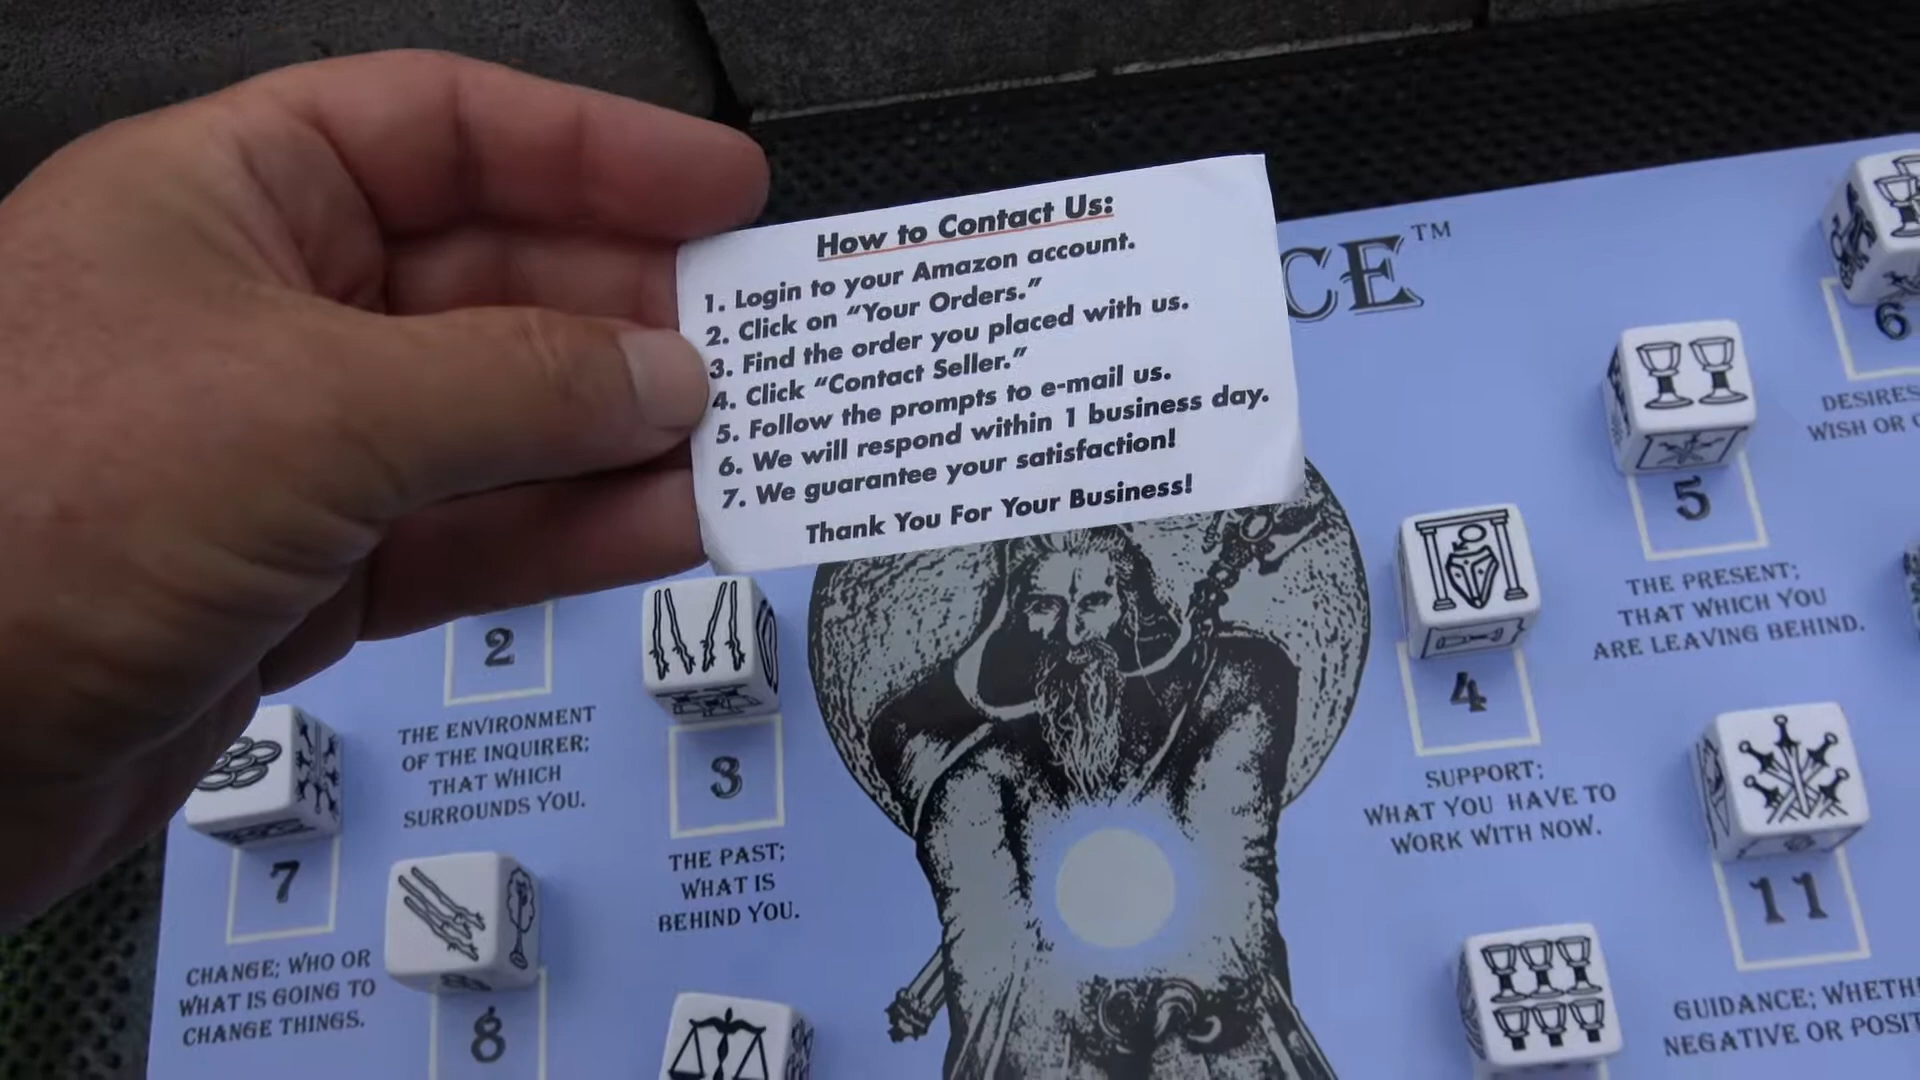 How to Contact Us:
1. Login to your Amazon account.
2. Click on “Your Orders.”
3. Find the order you placed with us.
4. Click “Contact Seller.”
5. Follow the prompts to e-mail us.
6. We will respond within 1 business day.
7. We guarantee your satisfaction!
Thank You For Your Business!
CE™
6
DESIRES
WISH OR
5
THE PRESENT;
THAT WHICH YOU
ARE LEAVING BEHIND.
2
THE ENVIRONMENT
OF THE INQUIRER;
THAT WHICH
SURROUNDS YOU.
3
THE PAST;
WHAT IS
BEHIND YOU.
4
SUPPORT;
WHAT YOU HAVE TO
WORK WITH NOW.
7
CHANGE; WHO OR
WHAT IS GOING TO
CHANGE THINGS.
8
11
GUIDANCE;
NEGATIVE OR